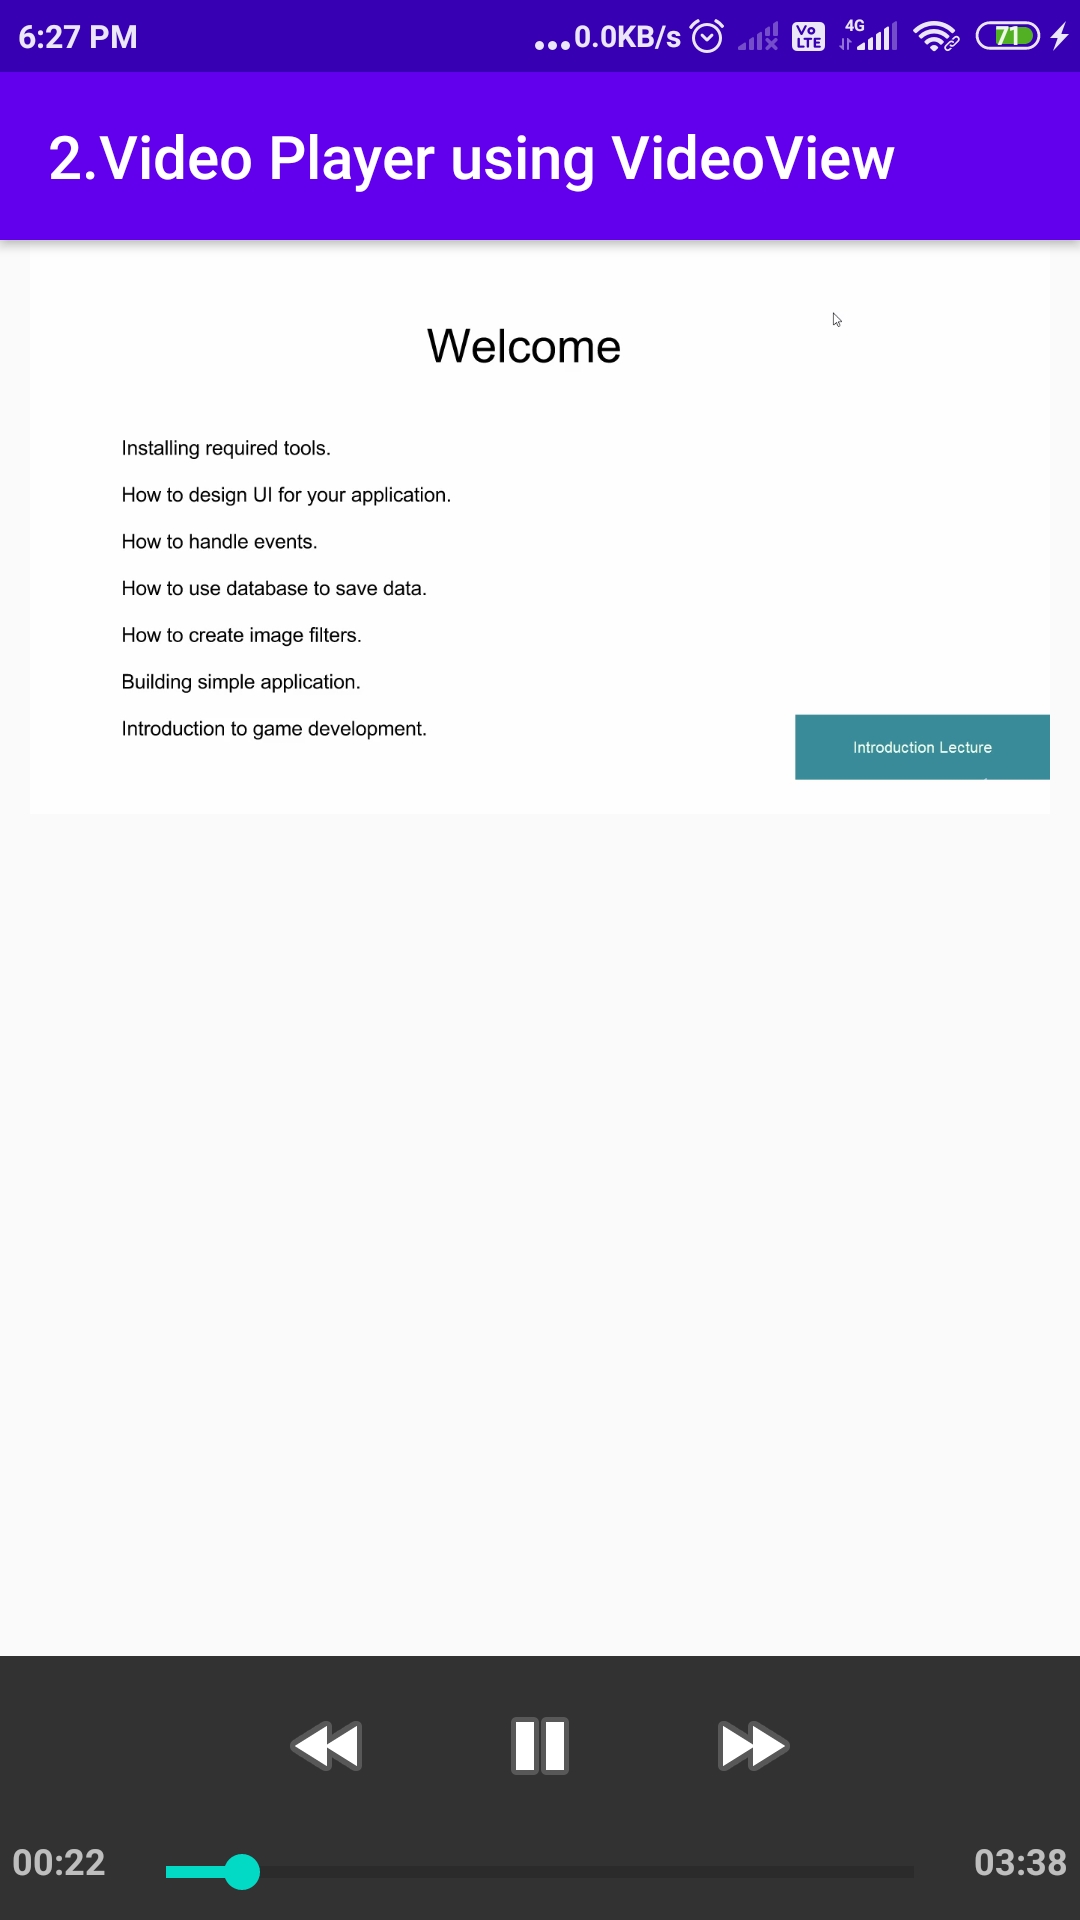 6:27 PM
...0.0KB/s
Vo
LTE
4G
71
2.Video Player using VideoView
Welcome
Installing required tools.
How to design UI for your application.
How to handle events.
How to use database to save data.
How to create image filters.
Building simple application.
Introduction to game development.
Introduction Lecture
00:22
03:38